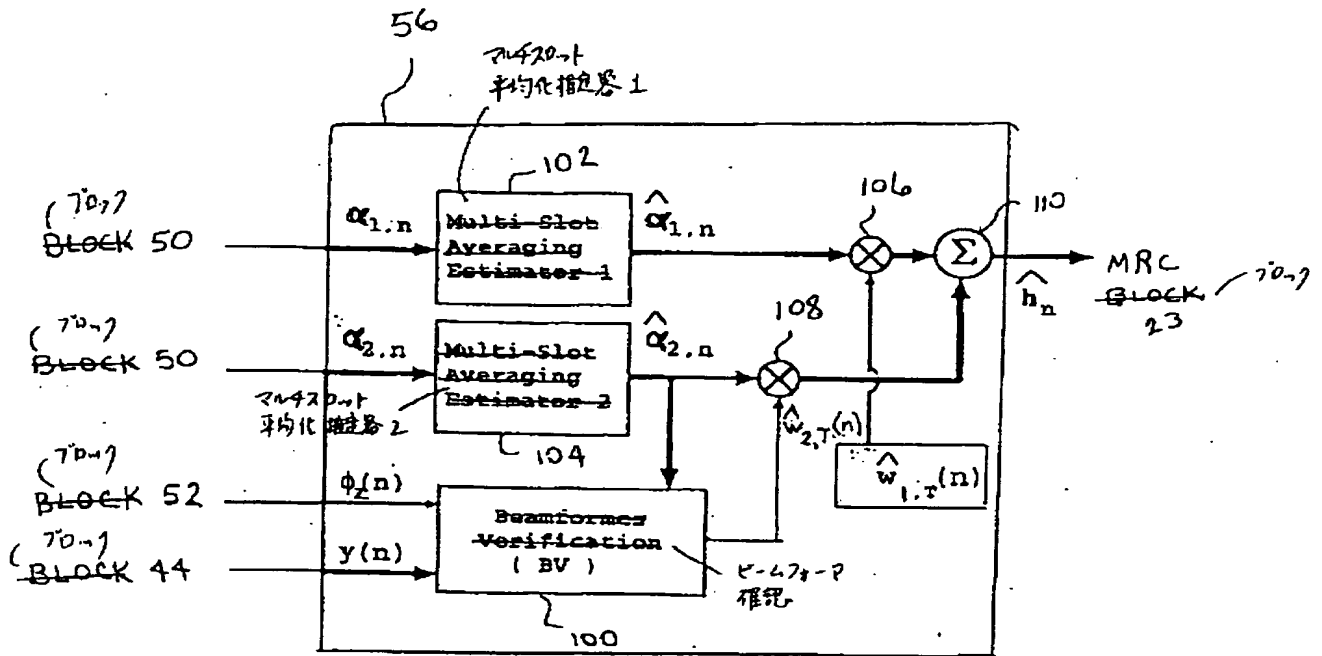 56
マルチスロット
平均化推定器 1
102
ブロック
BLOCK 50
α1,n
Multi-Slot
Averaging
Estimator 1
α̂1,n
106
110
Σ
ĥn
MRC
BLOCK
23
ブロック
ブロック
BLOCK 50
α2,n
Multi-Slot
Averaging
Estimator 2
α̂2,n
108
マルチスロット
平均化推定器 2
104
ŵ2,T(n)
ŵ1,T(n)
ブロック
BLOCK 52
ϕz(n)
Beamformes
Verification
( BV )
ビームフォーマ
確認
ブロック
BLOCK 44
y(n)
100